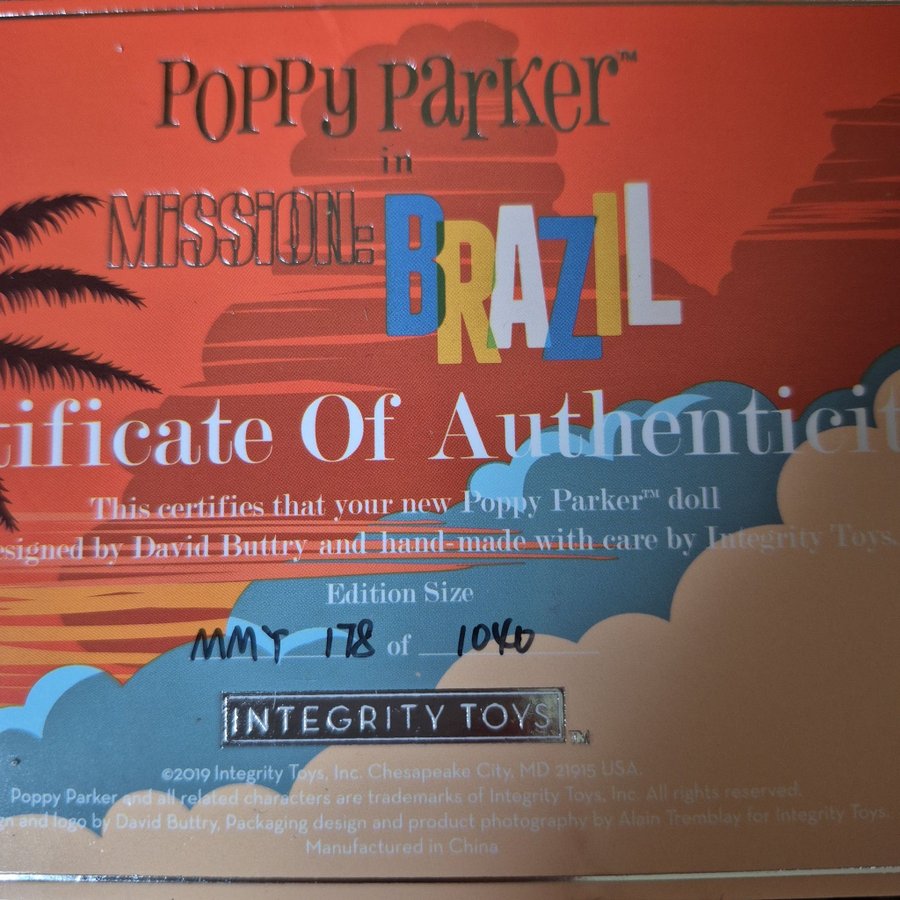 POPPY PARKER™
in
MISSION: BRAZIL
tificate Of Authenticit
This certifies that your new Poppy Parker™ doll
esigned by David Buttry and hand-made with care by Integrity Toys.
Edition Size
MMY 178 of 1040
INTEGRITY TOYS™
©2019 Integrity Toys, Inc. Chesapeake City, MD 21915 USA.
Poppy Parker and all related characters are trademarks of Integrity Toys, Inc. All rights reserved.
gn and logo by David Buttry, Packaging design and product photography by Alain Tremblay for Integrity Toys.
Manufactured in China